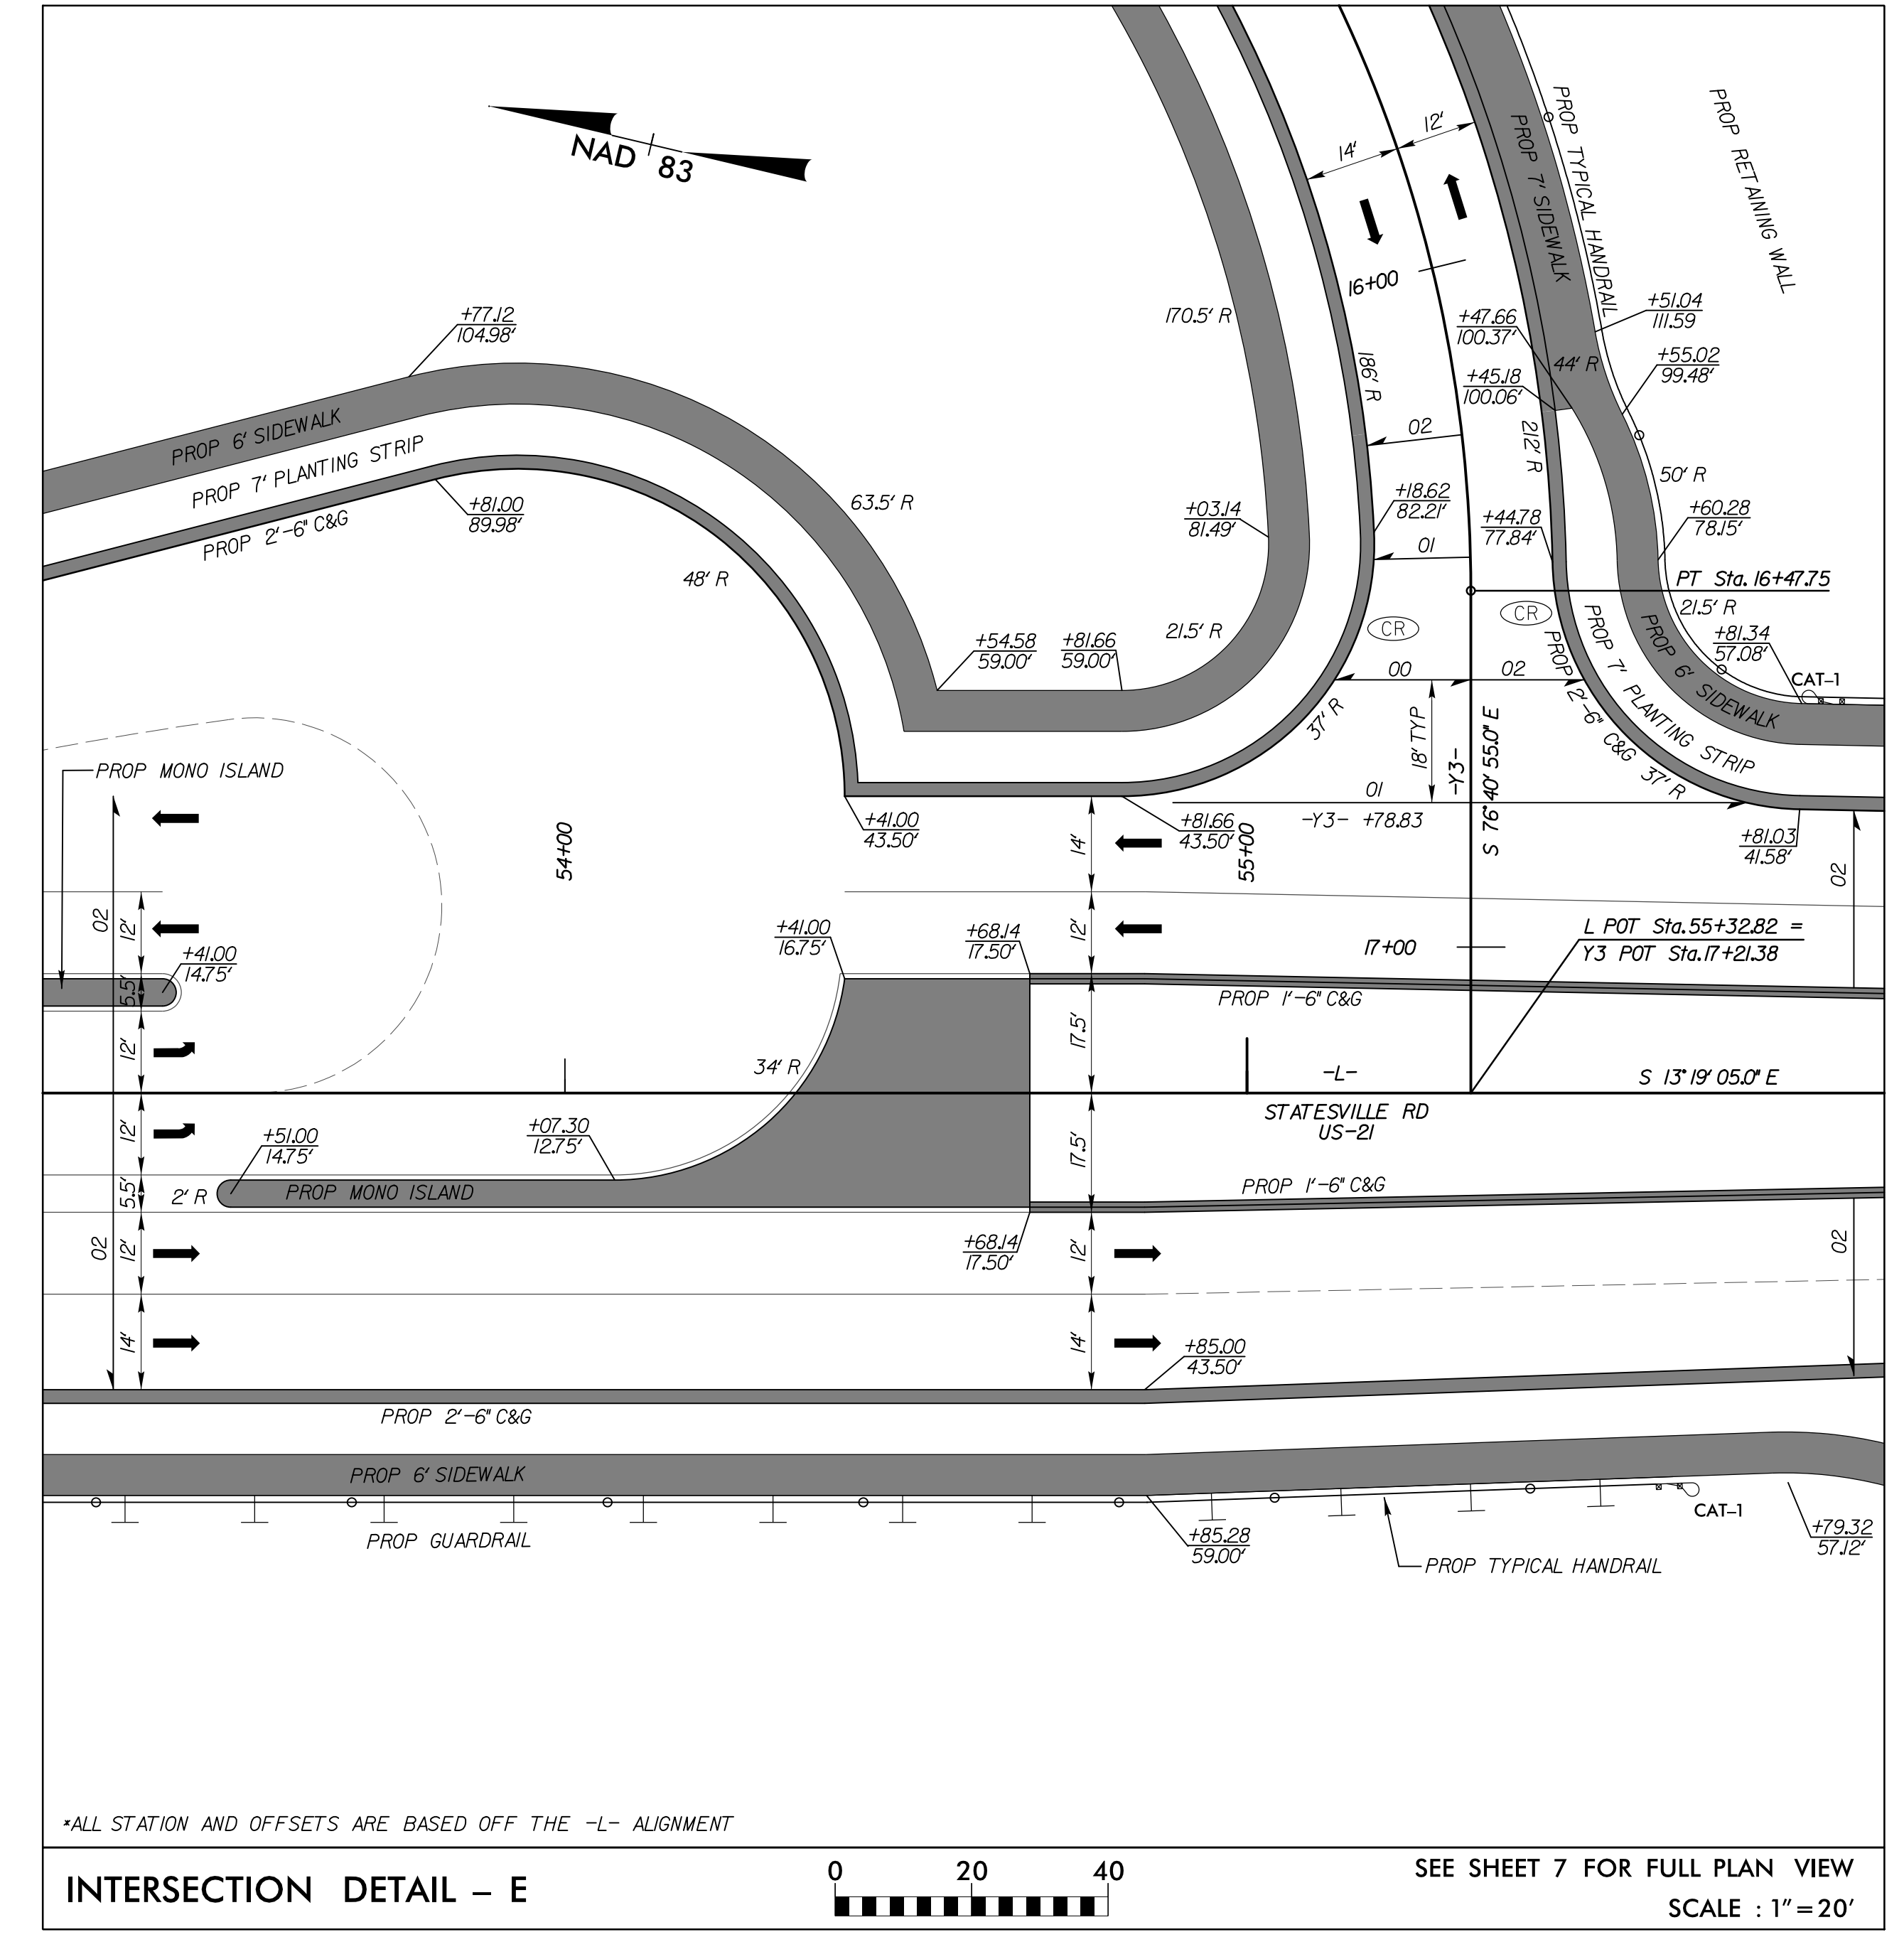 NAD 83
14'
12'
PROP 7' SIDEWALK
PROP TYPICAL HANDRAIL
PROP RETAINING WALL
16+00
+77.12
104.98'
170.5' R
186' R
+47.66
100.37'
+51.04
111.59
44' R
+55.02
99.48'
+45.18
100.06'
02
212' R
PROP 6' SIDEWALK
PROP 7' PLANTING STRIP
PROP 2'-6" C&G
+81.00
89.98'
63.5' R
48' R
+03.14
81.49'
+18.62
82.21'
01
+44.78
77.84'
50' R
+60.28
78.15'
PT Sta. 16+47.75
CR
CR
21.5' R
21.5' R
+81.34
57.08'
CAT-1
+54.58
59.00'
+81.66
59.00'
00
02
37' R
18' TYP
-Y3-
S 76° 40' 55.0" E
PROP 2'-6" C&G 37' R
PROP 7' PLANTING STRIP
PROP 6' SIDEWALK
PROP MONO ISLAND
54+00
+41.00
43.50'
14'
+81.66
43.50'
55+00
01
-Y3- +78.83
+81.03
41.58'
02
02
12'
+41.00
14.75'
5.5'
12'
+41.00
16.75'
+68.14
17.50'
12'
17+00
L POT Sta. 55+32.82 =
Y3 POT Sta. 17+21.38
PROP 1'-6" C&G
17.5'
34' R
-L-
S 13° 19' 05.0" E
STATESVILLE RD
US-21
12'
+51.00
14.75'
+07.30
12.75'
17.5'
5.5'
2' R
PROP MONO ISLAND
PROP 1'-6" C&G
02
12'
+68.14
17.50'
12'
02
14'
14'
+85.00
43.50'
PROP 2'-6" C&G
PROP 6' SIDEWALK
PROP GUARDRAIL
+85.28
59.00'
CAT-1
PROP TYPICAL HANDRAIL
+79.32
57.12'
*ALL STATION AND OFFSETS ARE BASED OFF THE -L- ALIGNMENT
INTERSECTION DETAIL – E
0 20 40
SEE SHEET 7 FOR FULL PLAN VIEW
SCALE : 1"=20'